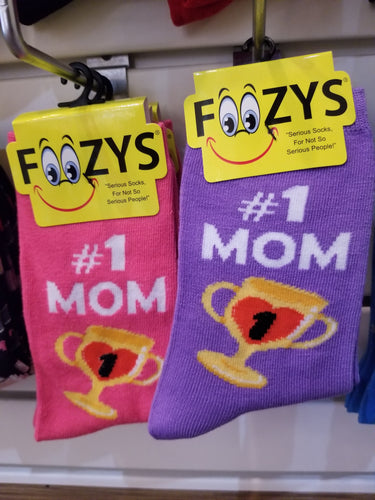 FOZYS®
"Serious Socks,
For Not So
Serious People!"
#1
MOM
1
FOOZYS®
"Serious Socks,
For Not So
Serious People!"
#1
MOM
1